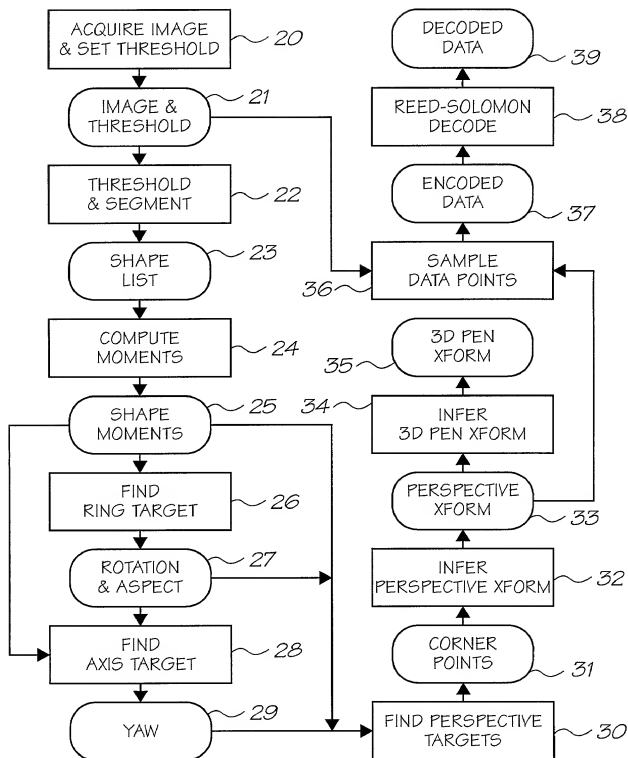 ACQUIRE IMAGE
& SET THRESHOLD
20
IMAGE &
THRESHOLD
21
THRESHOLD
& SEGMENT
22
SHAPE
LIST
23
COMPUTE
MOMENTS
24
SHAPE
MOMENTS
25
FIND
RING TARGET
26
ROTATION
& ASPECT
27
FIND
AXIS TARGET
28
YAW
29
FIND PERSPECTIVE
TARGETS
30
CORNER
POINTS
31
INFER
PERSPECTIVE XFORM
32
PERSPECTIVE
XFORM
33
INFER
3D PEN XFORM
34
3D PEN
XFORM
35
SAMPLE
DATA POINTS
36
ENCODED
DATA
37
REED-SOLOMON
DECODE
38
DECODED
DATA
39